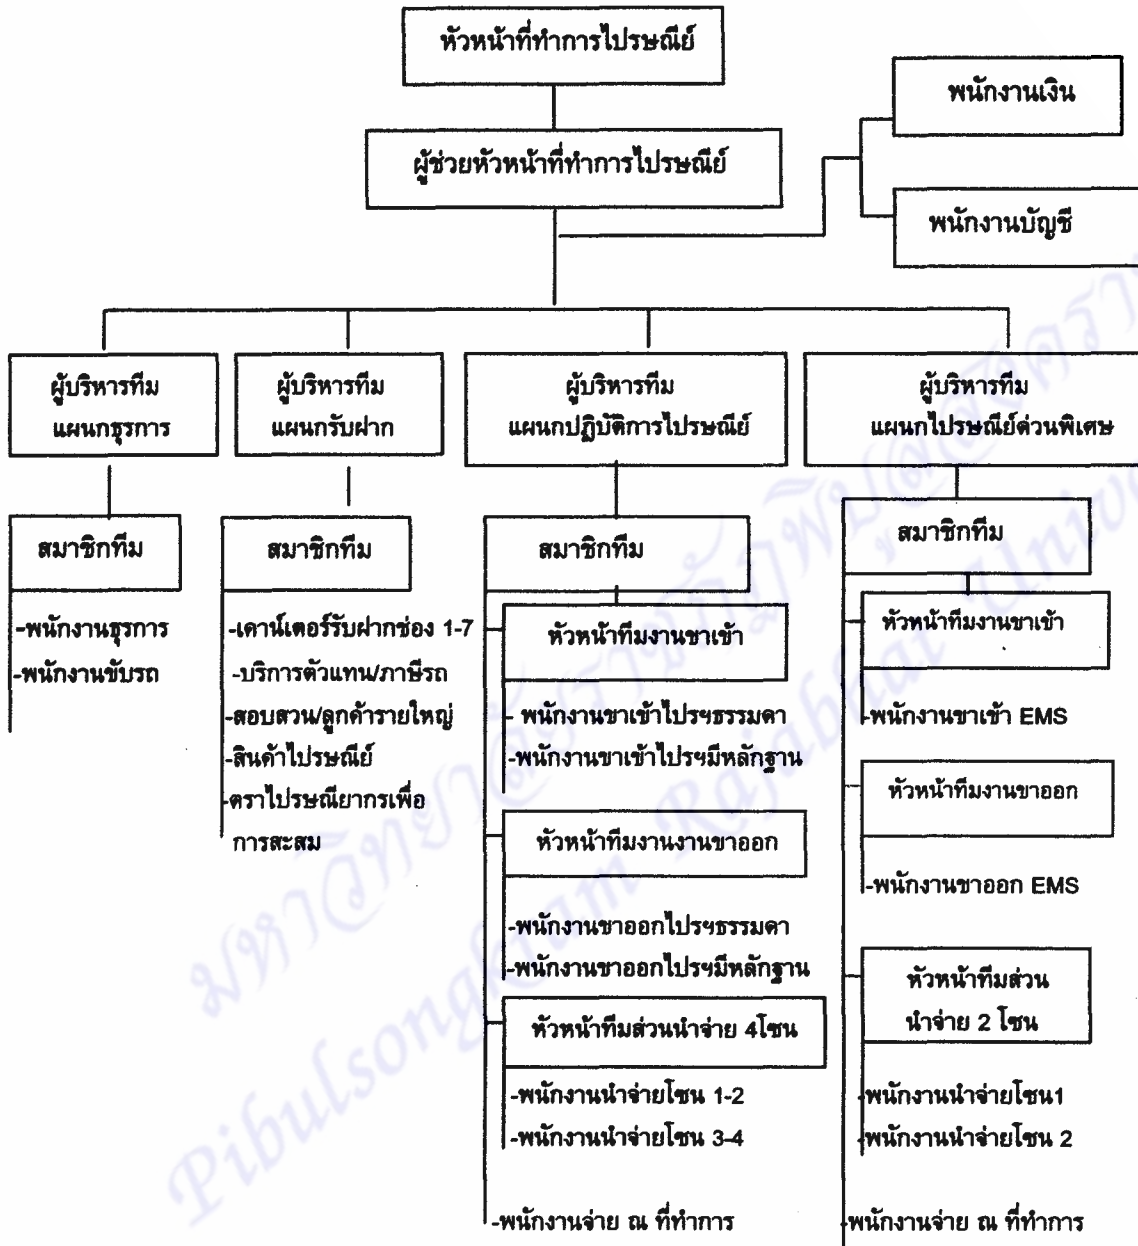 หัวหน้าที่ทำการไปรษณีย์
พนักงานเงิน
ผู้ช่วยหัวหน้าที่ทำการไปรษณีย์
พนักงานบัญชี
ผู้บริหารทีม
แผนกธุรการ
ผู้บริหารทีม
แผนกรับฝาก
ผู้บริหารทีม
แผนกปฏิบัติการไปรษณีย์
ผู้บริหารทีม
แผนกไปรษณีย์ด่วนพิเศษ
สมาชิกทีม
-พนักงานธุรการ
-พนักงานขับรถ
สมาชิกทีม
-เคาน์เตอร์รับฝากช่อง 1-7
-บริการตัวแทน/ภาษีรถ
-สอบสวน/ลูกค้ารายใหญ่
-สินค้าไปรษณีย์
-ตราไปรษณียากรเพื่อ
การสะสม
สมาชิกทีม
หัวหน้าทีมงานขาเข้า
- พนักงานขาเข้าไปรฯธรรมดา
-พนักงานขาเข้าไปรฯมีหลักฐาน
หัวหน้าทีมงานงานขาออก
-พนักงานขาออกไปรฯธรรมดา
-พนักงานขาออกไปรฯมีหลักฐาน
หัวหน้าทีมส่วนนำจ่าย 4โซน
-พนักงานนำจ่ายโซน 1-2
-พนักงานนำจ่ายโซน 3-4
-พนักงานจ่าย ณ ที่ทำการ
สมาชิกทีม
หัวหน้าทีมงานขาเข้า
-พนักงานขาเข้า EMS
หัวหน้าทีมงานขาออก
-พนักงานขาออก EMS
หัวหน้าทีมส่วน
นำจ่าย 2 โซน
-พนักงานนำจ่ายโซน1
-พนักงานนำจ่ายโซน 2
-พนักงานจ่าย ณ ที่ทำการ
มหาวิทยาลัยราชภัฏพิบูลสงคราม
Pibulsongkram Rajabhat